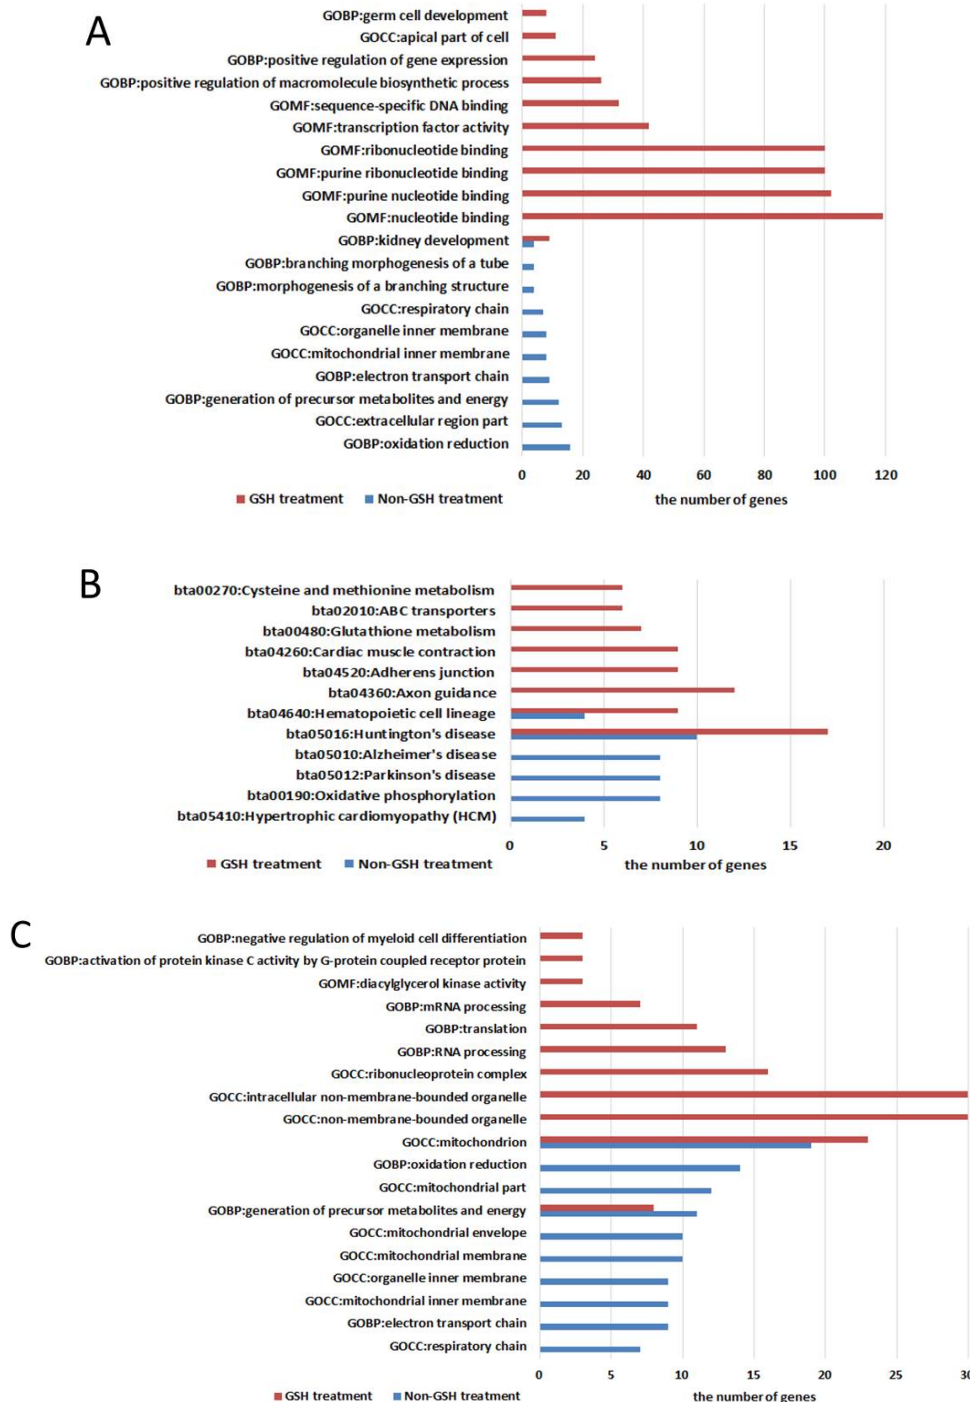 A
GOBP:germ cell development
GOCC:apical part of cell
GOBP:positive regulation of gene expression
GOBP:positive regulation of macromolecule biosynthetic process
GOMF:sequence-specific DNA binding
GOMF:transcription factor activity
GOMF:ribonucleotide binding
GOMF:purine ribonucleotide binding
GOMF:purine nucleotide binding
GOMF:nucleotide binding
GOBP:kidney development
GOBP:branching morphogenesis of a tube
GOBP:morphogenesis of a branching structure
GOCC:respiratory chain
GOCC:organelle inner membrane
GOCC:mitochondrial inner membrane
GOBP:electron transport chain
GOBP:generation of precursor metabolites and energy
GOCC:extracellular region part
GOBP:oxidation reduction
0 20 40 60 80 100 120
GSH treatment Non-GSH treatment the number of genes
B
bta00270:Cysteine and methionine metabolism
bta02010:ABC transporters
bta00480:Glutathione metabolism
bta04260:Cardiac muscle contraction
bta04520:Adherens junction
bta04360:Axon guidance
bta04640:Hematopoietic cell lineage
bta05016:Huntington's disease
bta05010:Alzheimer's disease
bta05012:Parkinson's disease
bta00190:Oxidative phosphorylation
bta05410:Hypertrophic cardiomyopathy (HCM)
0 5 10 15 20
GSH treatment Non-GSH treatment the number of genes
C
GOBP:negative regulation of myeloid cell differentiation
GOBP:activation of protein kinase C activity by G-protein coupled receptor protein
GOMF:diacylglycerol kinase activity
GOBP:mRNA processing
GOBP:translation
GOBP:RNA processing
GOCC:ribonucleoprotein complex
GOCC:intracellular non-membrane-bounded organelle
GOCC:non-membrane-bounded organelle
GOCC:mitochondrion
GOBP:oxidation reduction
GOCC:mitochondrial part
GOBP:generation of precursor metabolites and energy
GOCC:mitochondrial envelope
GOCC:mitochondrial membrane
GOCC:organelle inner membrane
GOCC:mitochondrial inner membrane
GOBP:electron transport chain
GOCC:respiratory chain
0 5 10 15 20 25 30
GSH treatment Non-GSH treatment the number of genes